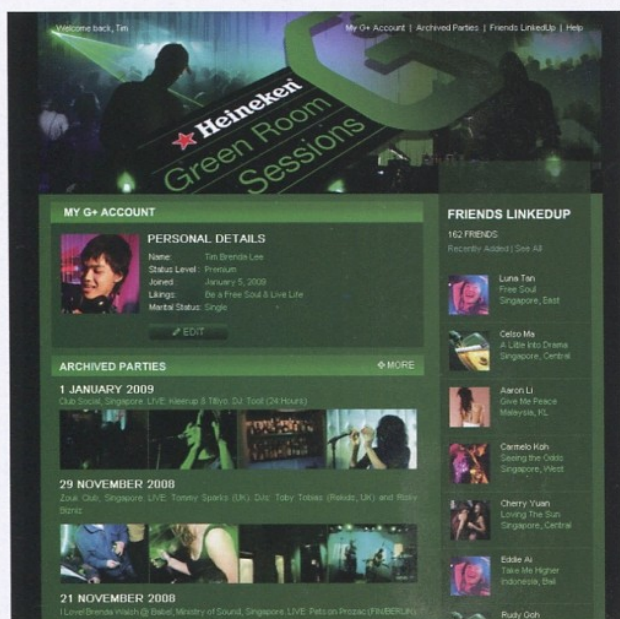 Welcome back, Tim
My G+ Account | Archived Parties | Friends LinkedUp | Help
Heineken
Green Room
Sessions
MY G+ ACCOUNT
PERSONAL DETAILS
Name: Tim Brenda Lee
Status Level: Premium
Joined: January 5, 2009
Likings: Be a Free Soul & Live Life
Marital Status: Single
EDIT
ARCHIVED PARTIES
MORE
1 JANUARY 2009
Club Social, Singapore. LIVE: Kleerup & Titiyo. DJ: Tool (24 Hours)
29 NOVEMBER 2008
Zouk Club, Singapore. LIVE: Tommy Sparks (UK). DJs: Toby Tobias (Rekids, UK) and Risky
Bizniz
21 NOVEMBER 2008
I Love Brenda Walsh @ Babel, Ministry of Sound, Singapore. LIVE: Pets on Prozac (FIN/BERLIN)
FRIENDS LINKEDUP
162 FRIENDS
Recently Added | See All
Luna Tan
Free Soul
Singapore, East
Celso Ma
A Little Into Drama
Singapore, Central
Aaron Li
Give Me Peace
Malaysia, KL
Carmelo Koh
Seeing the Odds
Singapore, West
Cherry Yuan
Loving The Sun
Singapore, Central
Eddie Ai
Take Me Higher
Indonesia, Bali
Rudy Goh